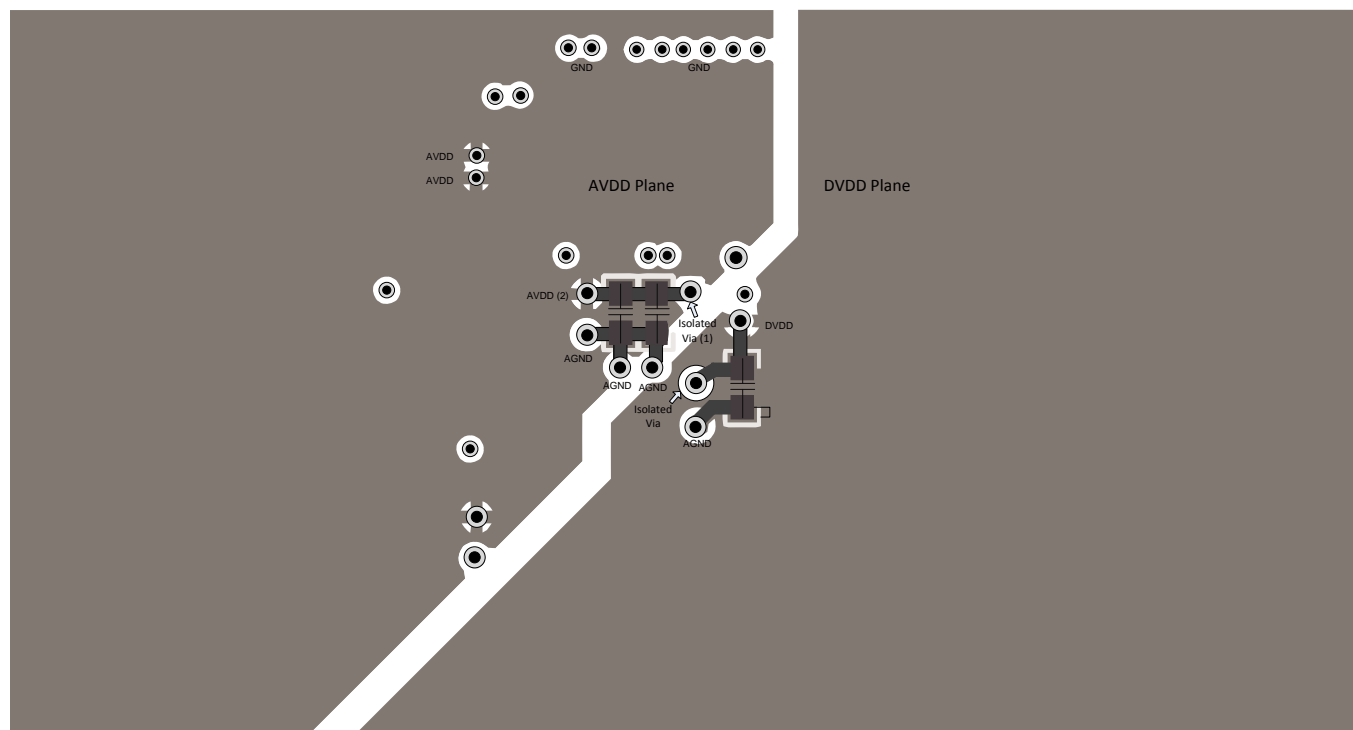 GND
GND
AVDD
AVDD
AVDD Plane
DVDD Plane
AVDD (2)
Isolated
Via (1)
DVDD
AGND
AGND
AGND
Isolated
Via
AGND